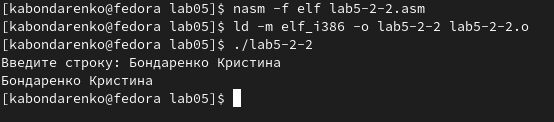 [kabondarenko@fedora lab05]$ nasm -f elf lab5-2-2.asm
[kabondarenko@fedora lab05]$ ld -m elf_i386 -o lab5-2-2 lab5-2-2.o
[kabondarenko@fedora lab05]$ ./lab5-2-2
Введите строку: Бондаренко Кристина
Бондаренко Кристина
[kabondarenko@fedora lab05]$